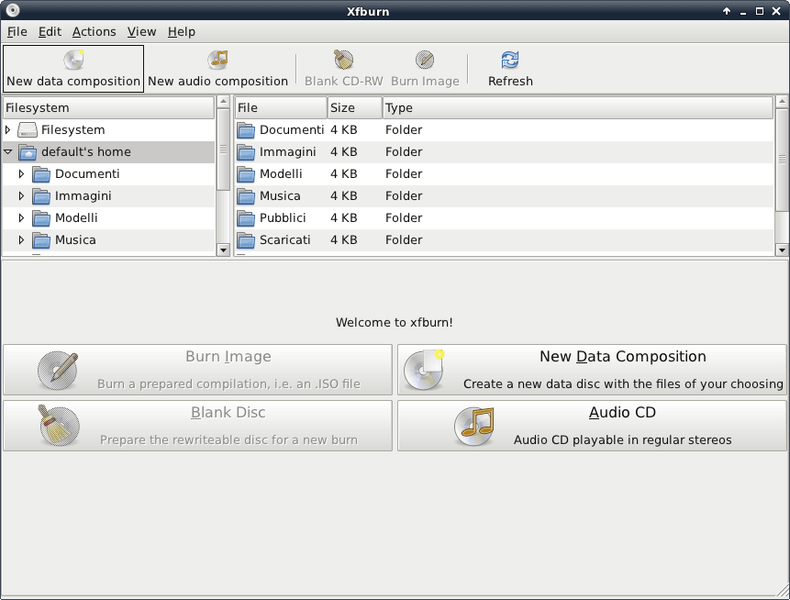 Xfburn
File Edit Actions View Help
New data composition New audio composition Blank CD-RW Burn Image Refresh
Filesystem
Filesystem
default's home
Documenti
Immagini
Modelli
Musica
File Size Type
Documenti 4 KB Folder
Immagini 4 KB Folder
Modelli 4 KB Folder
Musica 4 KB Folder
Pubblici 4 KB Folder
Scaricati 4 KB Folder
Welcome to xfburn!
Burn Image
Burn a prepared compilation, i.e. an .ISO file
New Data Composition
Create a new data disc with the files of your choosing
Blank Disc
Prepare the rewriteable disc for a new burn
Audio CD
Audio CD playable in regular stereos